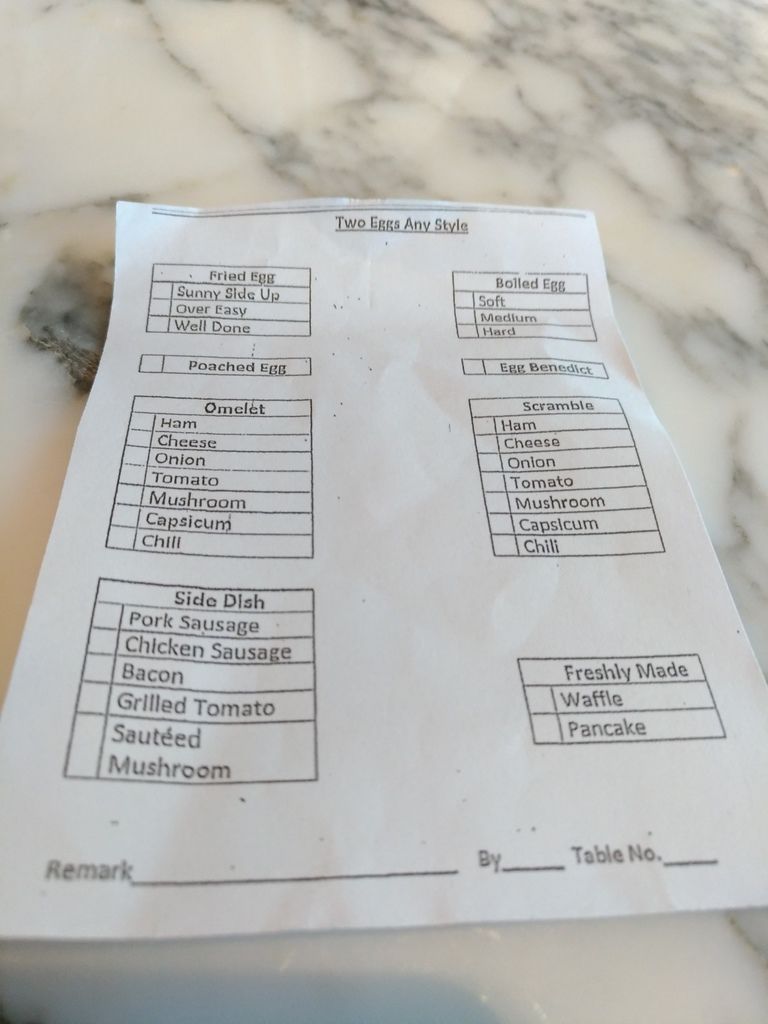 Two Eggs Any Style
Fried Egg
Sunny Side Up
Over Easy
Well Done
Boiled Egg
Soft
Medium
Hard
Poached Egg
Egg Benedict
Omelet
Ham
Cheese
Onion
Tomato
Mushroom
Capsicum
Chili
Scramble
Ham
Cheese
Onion
Tomato
Mushroom
Capsicum
Chili
Side Dish
Pork Sausage
Chicken Sausage
Bacon
Grilled Tomato
Sautéed
Mushroom
Freshly Made
Waffle
Pancake
Remark By Table No.